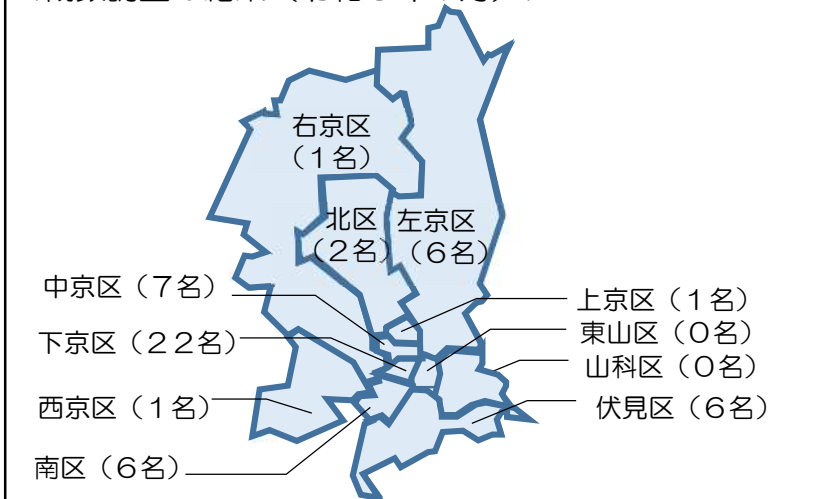 右京区
（１名）
北区
（２名）
左京区
（６名）
中京区（７名）
下京区（２２名）
西京区（１名）
南区（６名）
上京区（１名）
東山区（０名）
山科区（０名）
伏見区（６名）